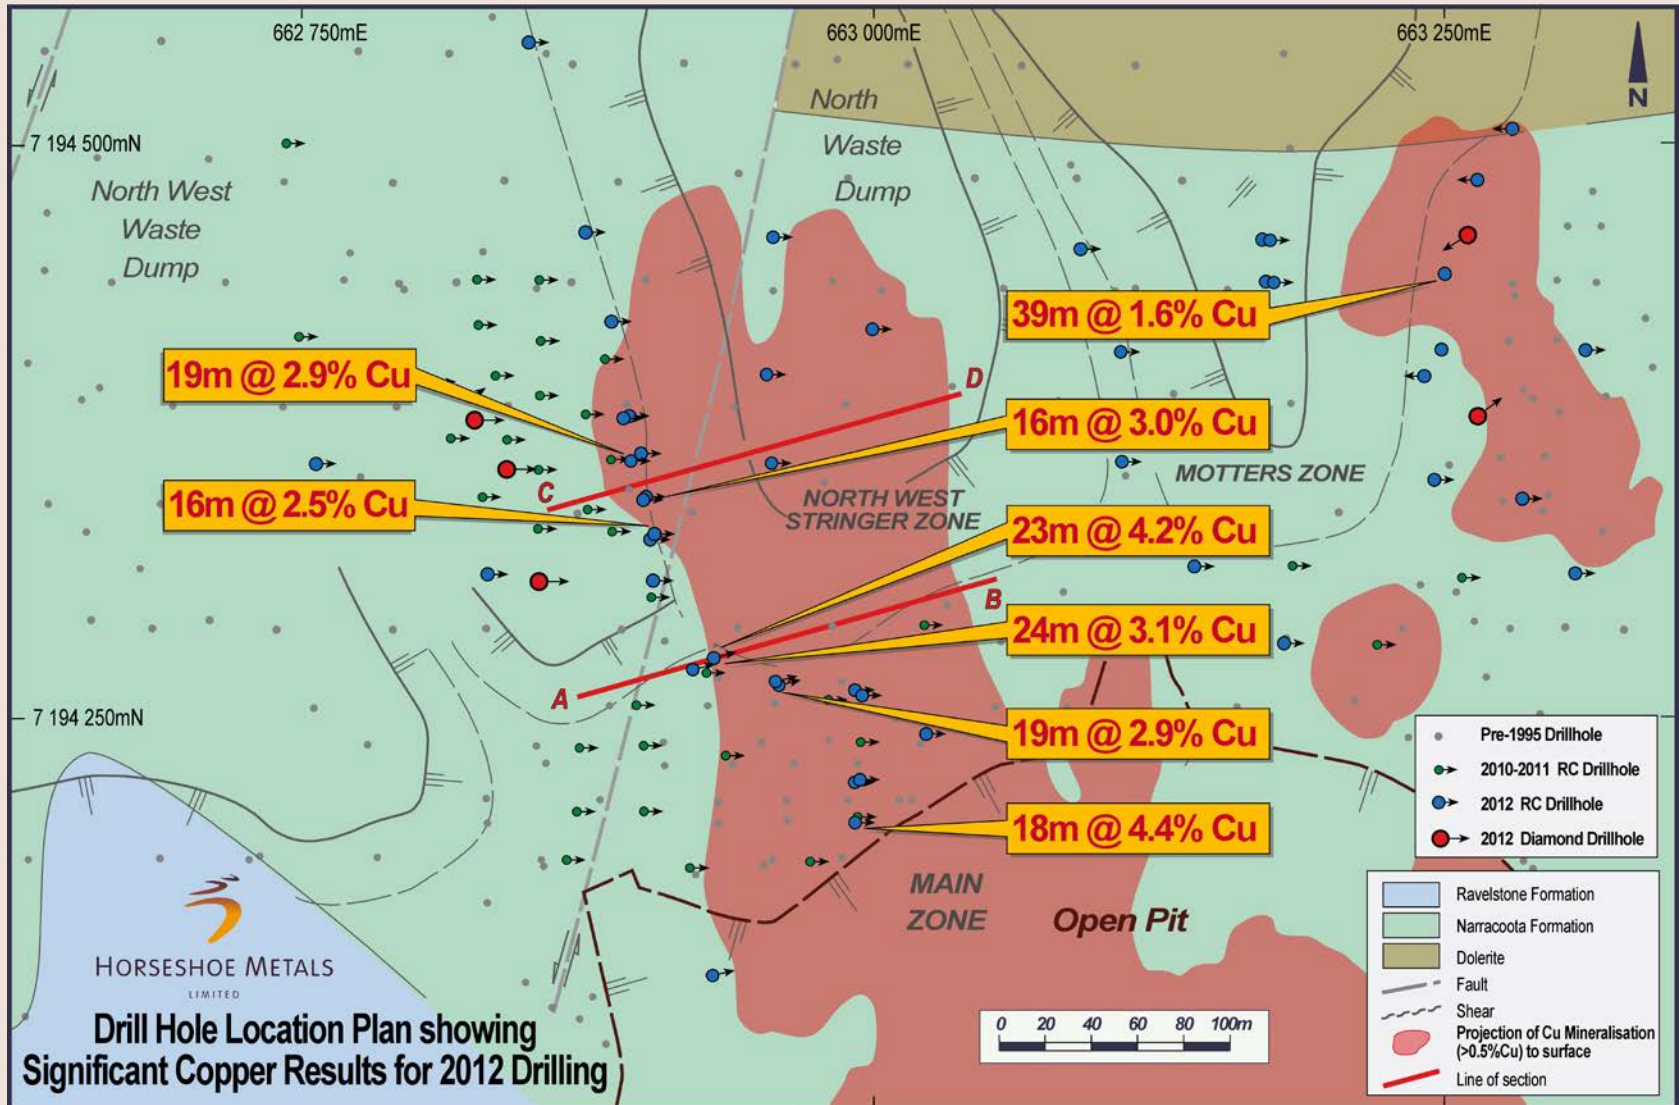 662 750mE
663 000mE
663 250mE
N
7 194 500mN
North West
Waste
Dump
North
Waste
Dump
39m @ 1.6% Cu
19m @ 2.9% Cu
D
16m @ 3.0% Cu
MOTTERS ZONE
C
16m @ 2.5% Cu
NORTH WEST
STRINGER ZONE
23m @ 4.2% Cu
B
24m @ 3.1% Cu
A
7 194 250mN
19m @ 2.9% Cu
18m @ 4.4% Cu
MAIN
ZONE
Open Pit
Pre-1995 Drillhole
2010-2011 RC Drillhole
2012 RC Drillhole
2012 Diamond Drillhole
Ravelstone Formation
Narracoota Formation
Dolerite
Fault
Shear
Projection of Cu Mineralisation
(>0.5%Cu) to surface
Line of section
HORSESHOE METALS
LIMITED
0 20 40 60 80 100m
Drill Hole Location Plan showing
Significant Copper Results for 2012 Drilling